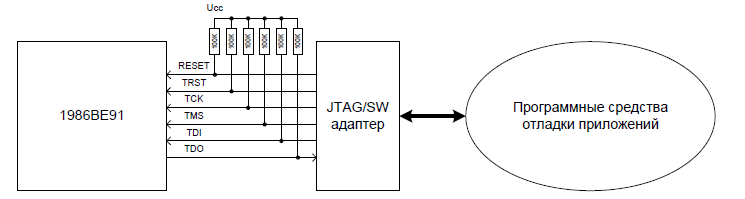 Ucc
100K
100K
100K
100K
100K
100K
RESET
TRST
TCK
TMS
TDI
TDO
1986BE91
JTAG/SW
адаптер
Программные средства
отладки приложений